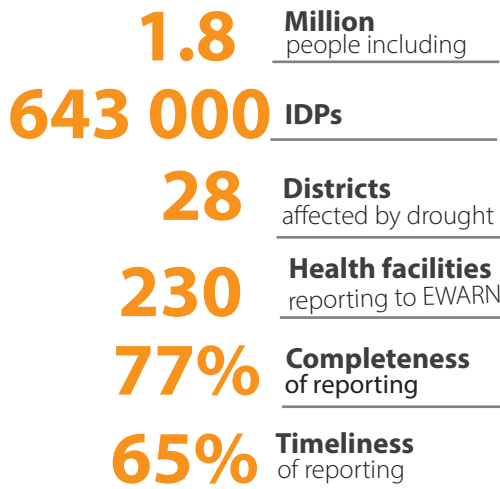 1.8 Million
people including
643 000 IDPs
28 Districts
affected by drought
230 Health facilities
reporting to EWARN
77% Completeness
of reporting
65% Timeliness
of reporting